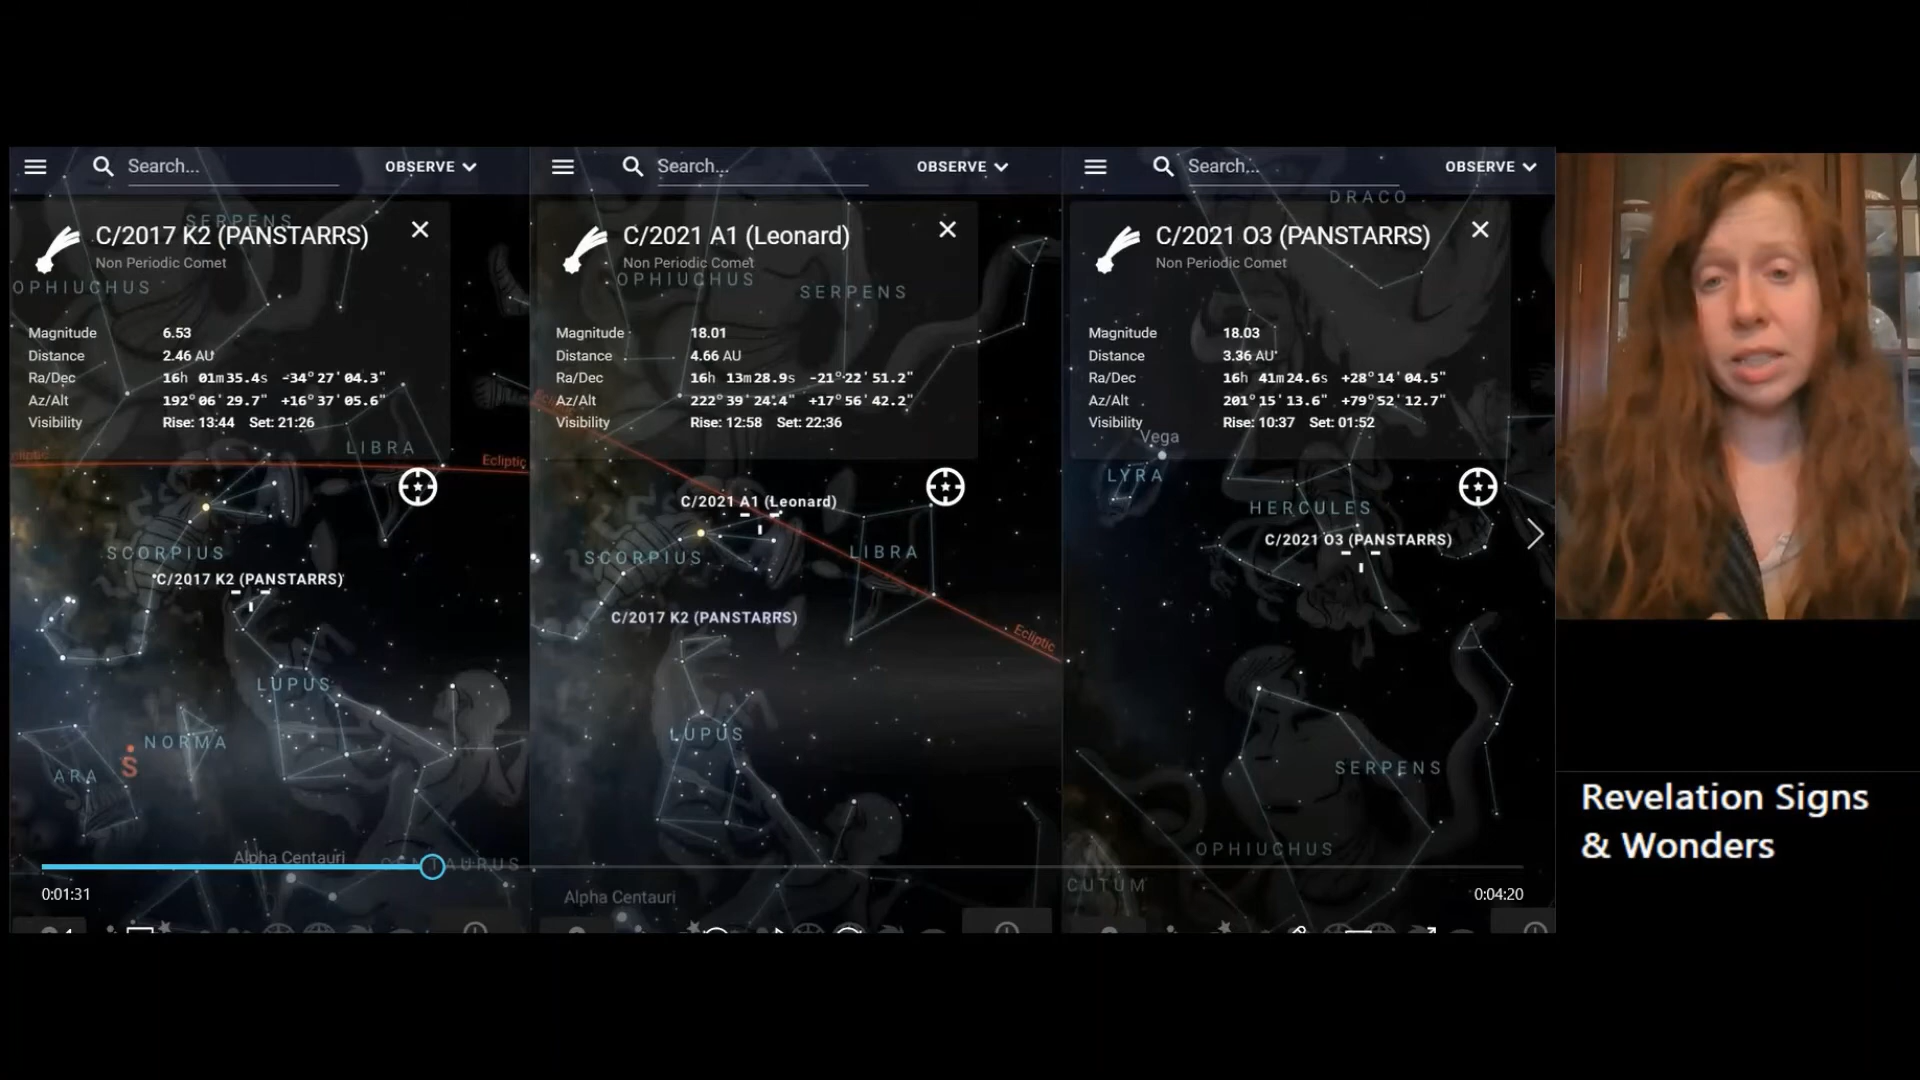 Search...
OBSERVE
SERPENS
C/2017 K2 (PANSTARRS)
Non Periodic Comet
OPHIUCHUS
Magnitude 6.53
Distance 2.46 AU
Ra/Dec 16h 01m35.4s -34°27'04.3"
Az/Alt 192°06'29.7" +16°37'05.6"
Visibility Rise: 13:44 Set: 21:26
LIBRA
Ecliptic
SCORPIUS
C/2017 K2 (PANSTARRS)
LUPUS
NORMA
S
ARA
Alpha Centauri
CENTAURUS
0:01:31
Search...
OBSERVE
C/2021 A1 (Leonard)
Non Periodic Comet
OPHIUCHUS
SERPENS
Magnitude 18.01
Distance 4.66 AU
Ra/Dec 16h 13m28.9s -21°22'51.2"
Az/Alt 222°39'24.4" +17°56'42.2"
Visibility Rise: 12:58 Set: 22:36
C/2021 A1 (Leonard)
SCORPIUS
LIBRA
C/2017 K2 (PANSTARRS)
Ecliptic
LUPUS
Alpha Centauri
Search...
OBSERVE
DRACO
C/2021 O3 (PANSTARRS)
Non Periodic Comet
Magnitude 18.03
Distance 3.36 AU
Ra/Dec 16h 41m24.6s +28°14'04.5"
Az/Alt 201°15'13.6" +79°52'12.7"
Visibility Rise: 10:37 Set: 01:52
Vega
LYRA
HERCULES
C/2021 O3 (PANSTARRS)
SERPENS
OPHIUCHUS
CUTUM
0:04:20
Revelation Signs
& Wonders